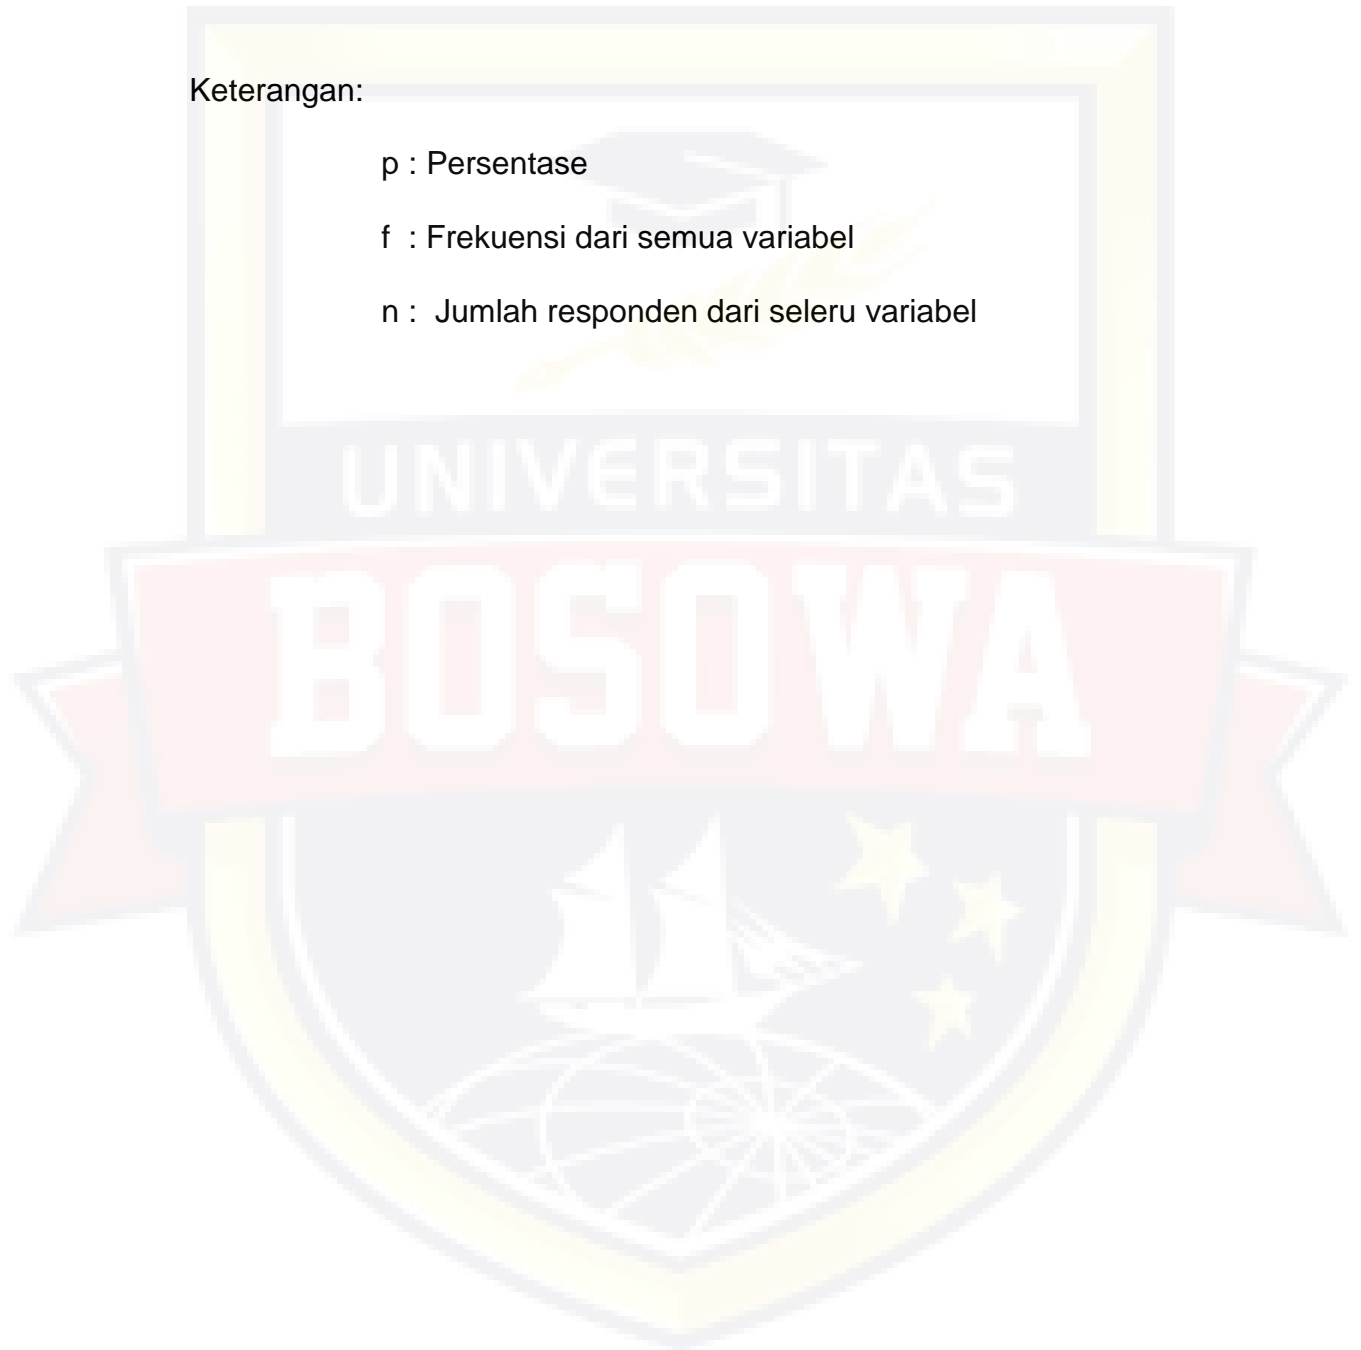 Keterangan:
p : Persentase
f : Frekuensi dari semua variabel
n : Jumlah responden dari seleru variabel
UNIVERSITAS
BOSOWA